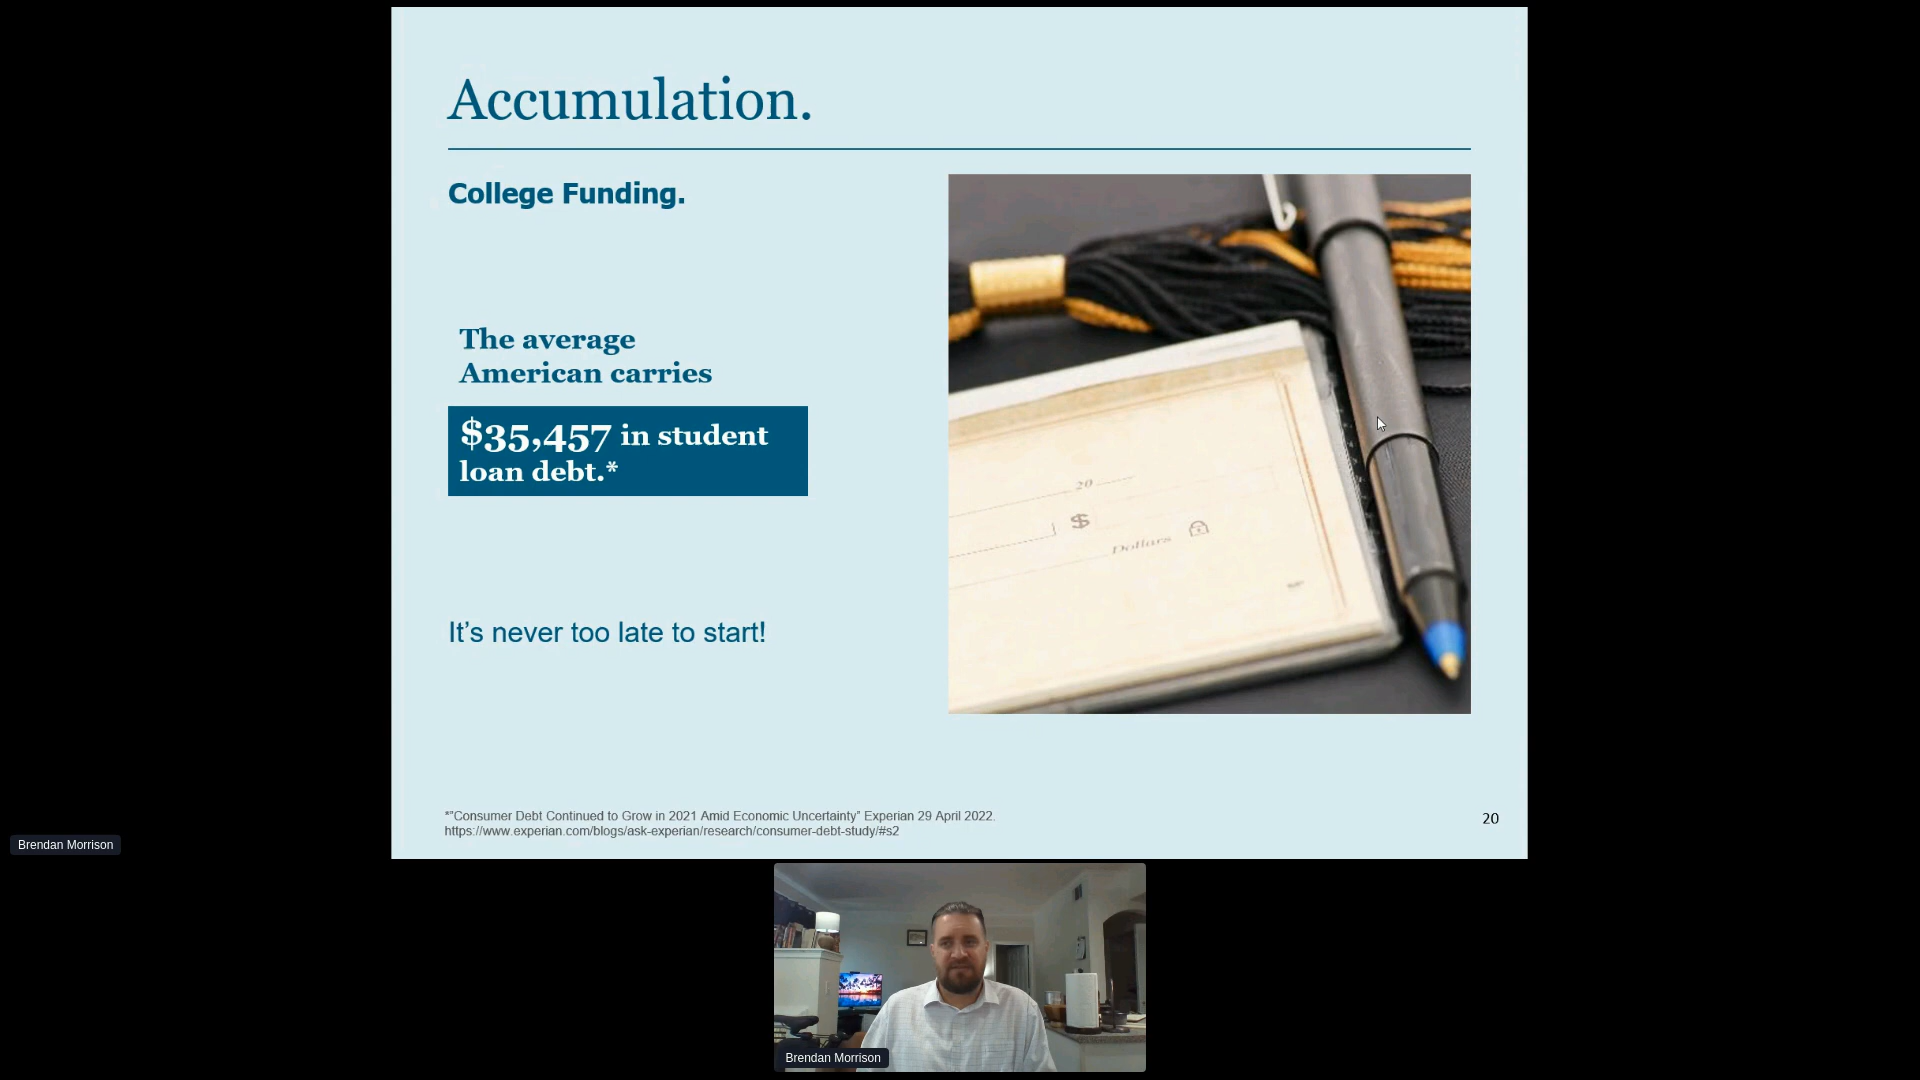 Accumulation.
College Funding.
The average
American carries
$35,457 in student
loan debt.*
20
$
Dollars
It’s never too late to start!
*"Consumer Debt Continued to Grow in 2021 Amid Economic Uncertainty" Experian 29 April 2022.
https://www.experian.com/blogs/ask-experian/research/consumer-debt-study/#s2
20
Brendan Morrison
Brendan Morrison